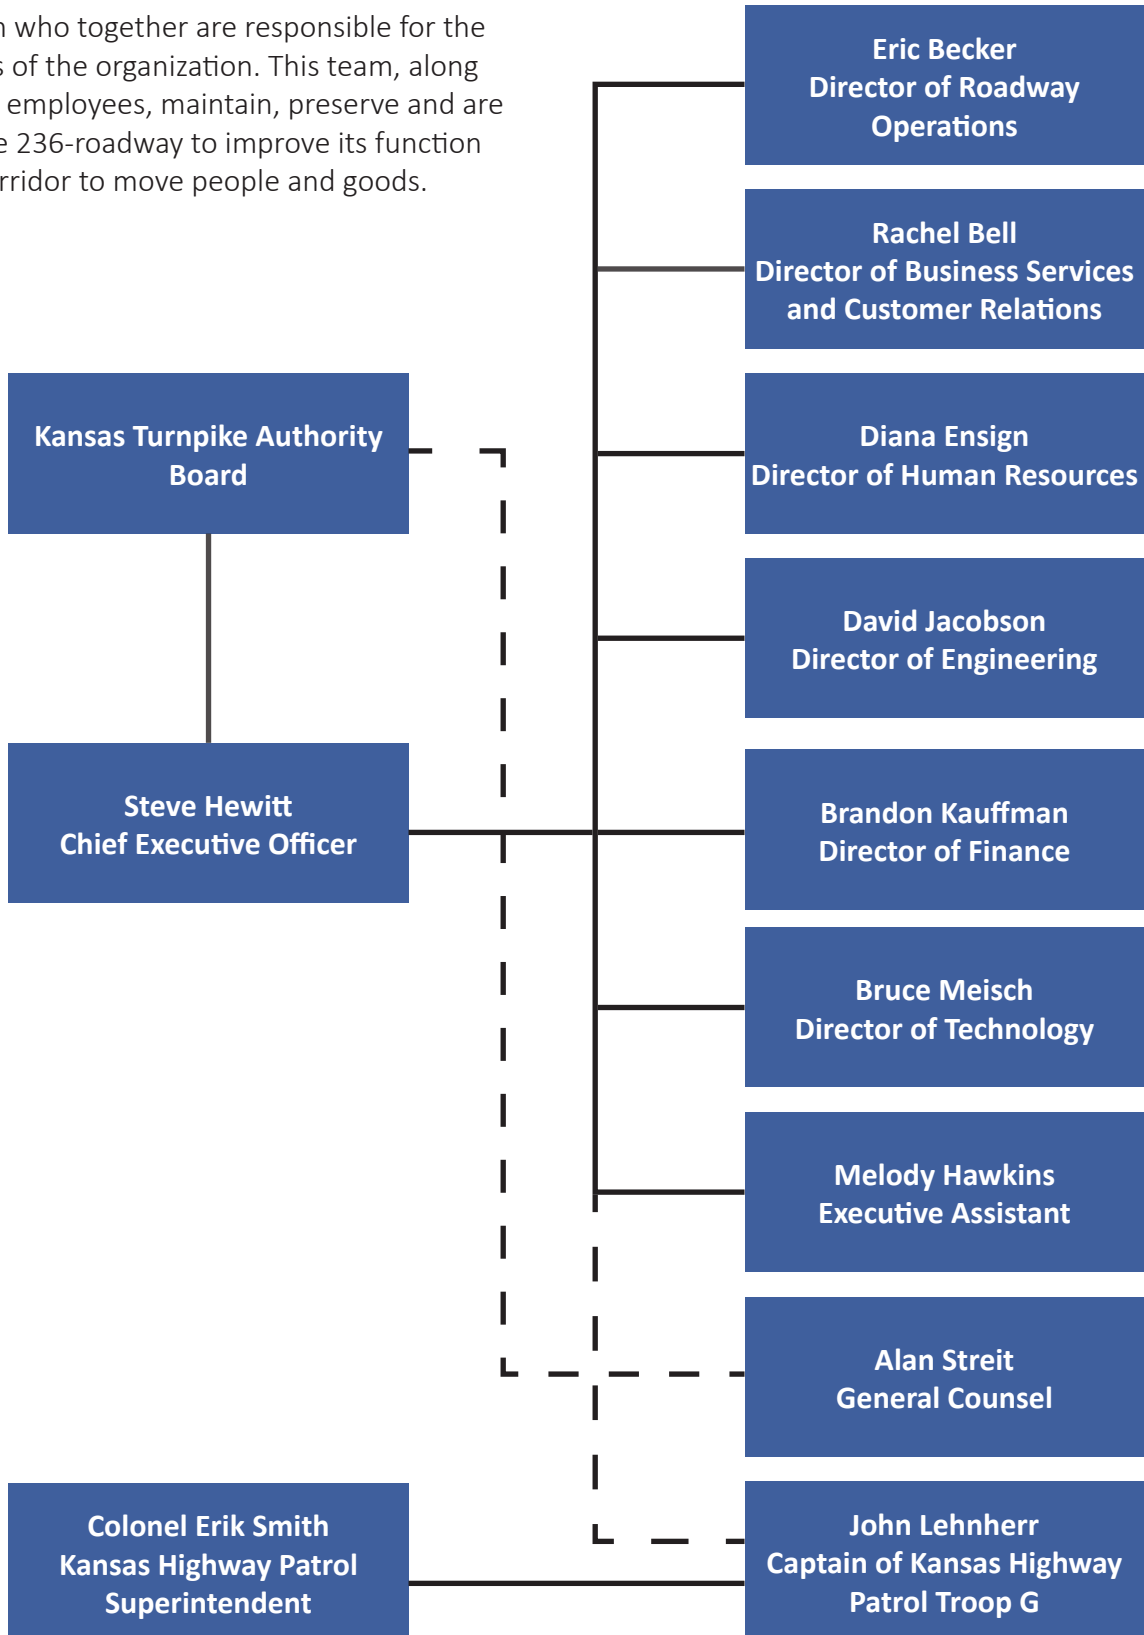 who together are responsible for the
of the organization. This team, along
employees, maintain, preserve and are
236-roadway to improve its function
to move people and goods.
Eric Becker
Director of Roadway
Operations
Rachel Bell
Director of Business Services
and Customer Relations
Kansas Turnpike Authority
Board
Diana Ensign
Director of Human Resources
David Jacobson
Director of Engineering
Steve Hewitt
Chief Executive Officer
Brandon Kauffman
Director of Finance
Bruce Meisch
Director of Technology
Melody Hawkins
Executive Assistant
Alan Streit
General Counsel
Colonel Erik Smith
Kansas Highway Patrol
Superintendent
John Lehnherr
Captain of Kansas Highway
Patrol Troop G